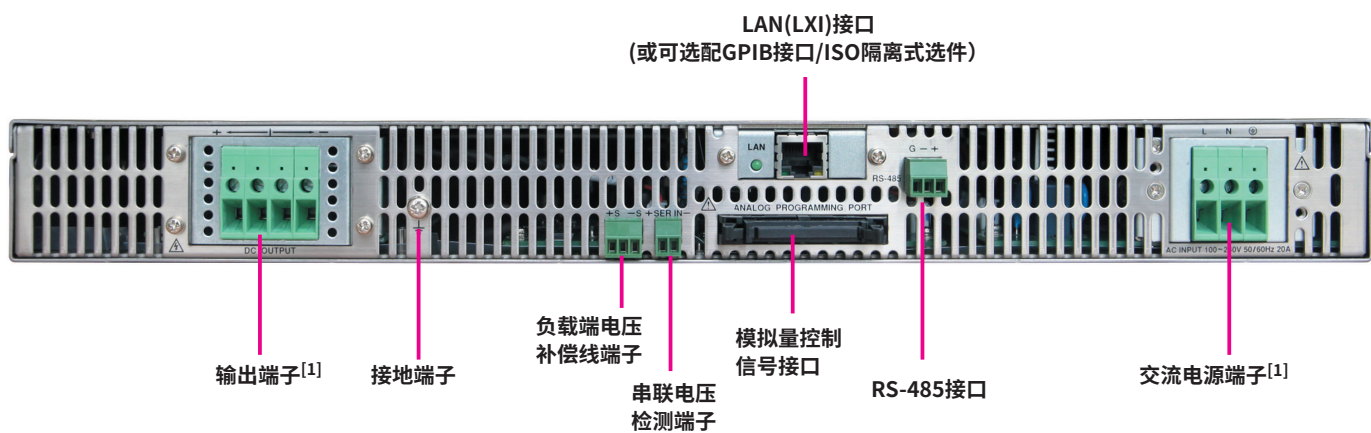 LAN(LXI)接口
(或可选配GPIB接口/ISO隔离式选件)
+ −
LAN
G − +
RS-485
L N
+S −S +SER IN−
ANALOG PROGRAMMING PORT
DC OUTPUT
AC INPUT 100~240V 50/60Hz 20A
输出端子[1]
接地端子
负载端电压
补偿线端子
串联电压
检测端子
模拟量控制
信号接口
RS-485接口
交流电源端子[1]